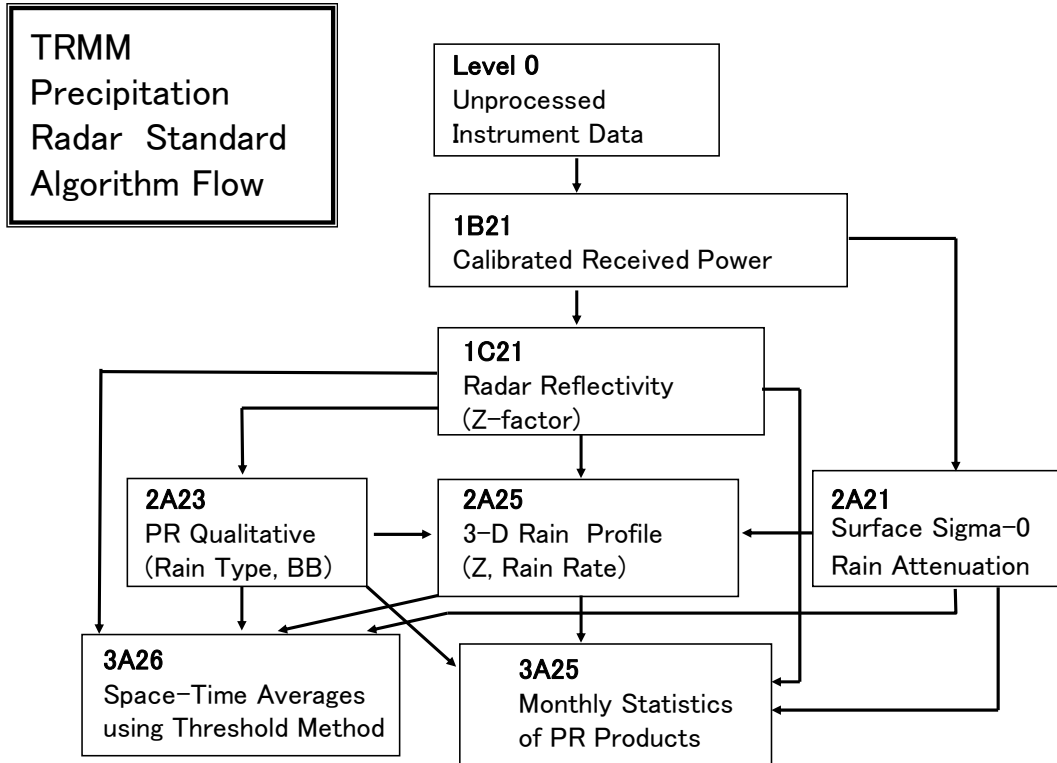 TRMM
Precipitation
Radar Standard
Algorithm Flow
Level 0
Unprocessed
Instrument Data
1B21
Calibrated Received Power
1C21
Radar Reflectivity
(Z-factor)
2A23
PR Qualitative
(Rain Type, BB)
2A25
3-D Rain Profile
(Z, Rain Rate)
2A21
Surface Sigma-0
Rain Attenuation
3A26
Space-Time Averages
using Threshold Method
3A25
Monthly Statistics
of PR Products